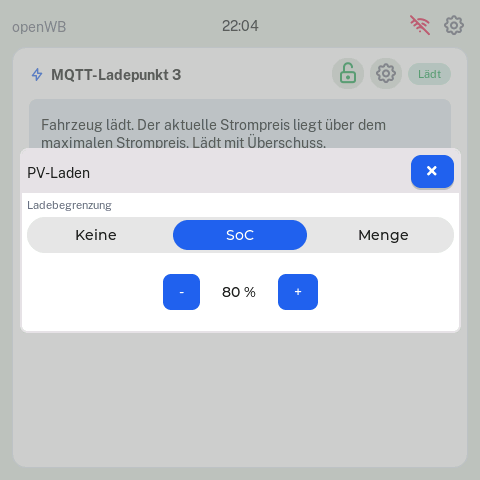 openWB
22:04
MQTT-Ladepunkt 3
Lädt
Fahrzeug lädt. Der aktuelle Strompreis liegt über dem
maximalen Strompreis. Lädt mit Überschuss.
PV-Laden
×
Ladebegrenzung
Keine
SoC
Menge
-
80 %
+